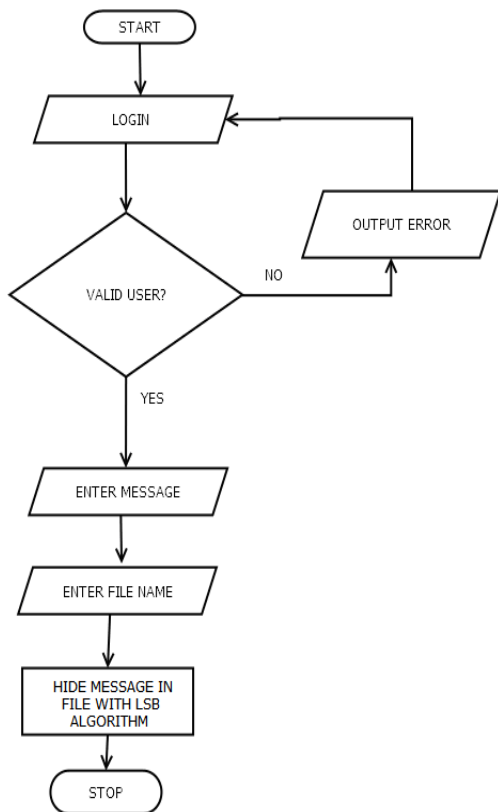 START
LOGIN
OUTPUT ERROR
VALID USER?
NO
YES
ENTER MESSAGE
ENTER FILE NAME
HIDE MESSAGE IN
FILE WITH LSB
ALGORITHM
STOP